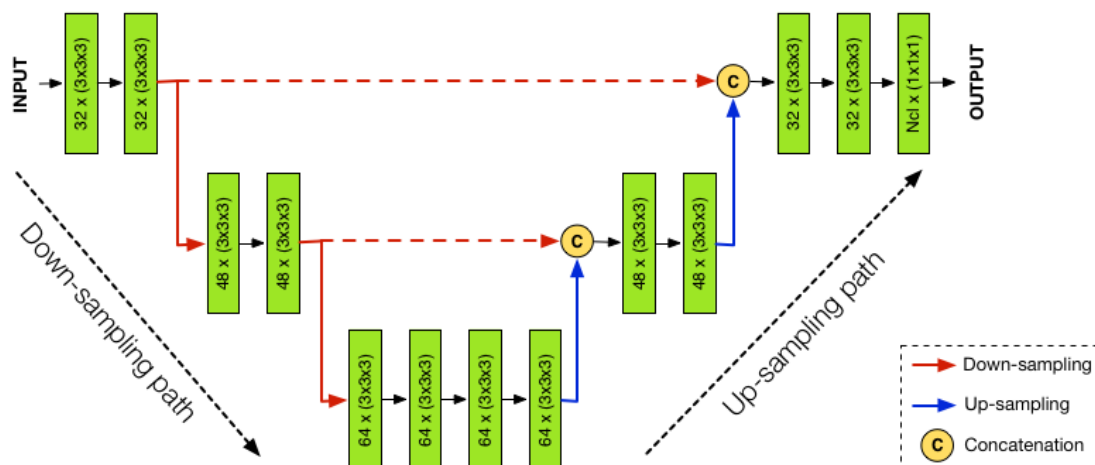 INPUT
32 x (3x3x3)
32 x (3x3x3)
C
32 x (3x3x3)
32 x (3x3x3)
Ncl x (1x1x1)
OUTPUT
48 x (3x3x3)
48 x (3x3x3)
C
48 x (3x3x3)
48 x (3x3x3)
64 x (3x3x3)
64 x (3x3x3)
64 x (3x3x3)
64 x (3x3x3)
Down-sampling path
Up-sampling path
Down-sampling
Up-sampling
C Concatenation